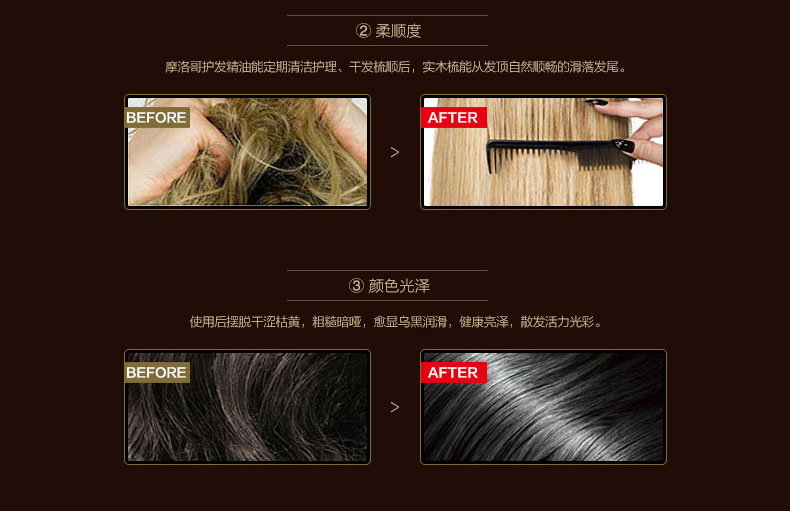 ② 柔顺度
摩洛哥护发精油能定期清洁护理、干发梳顺后，实木梳能从发顶自然顺畅的滑落发尾。
BEFORE
>
AFTER
③ 颜色光泽
使用后摆脱干涩枯黄，粗糙暗哑，愈显乌黑润滑，健康亮泽，散发活力光彩。
BEFORE
>
AFTER